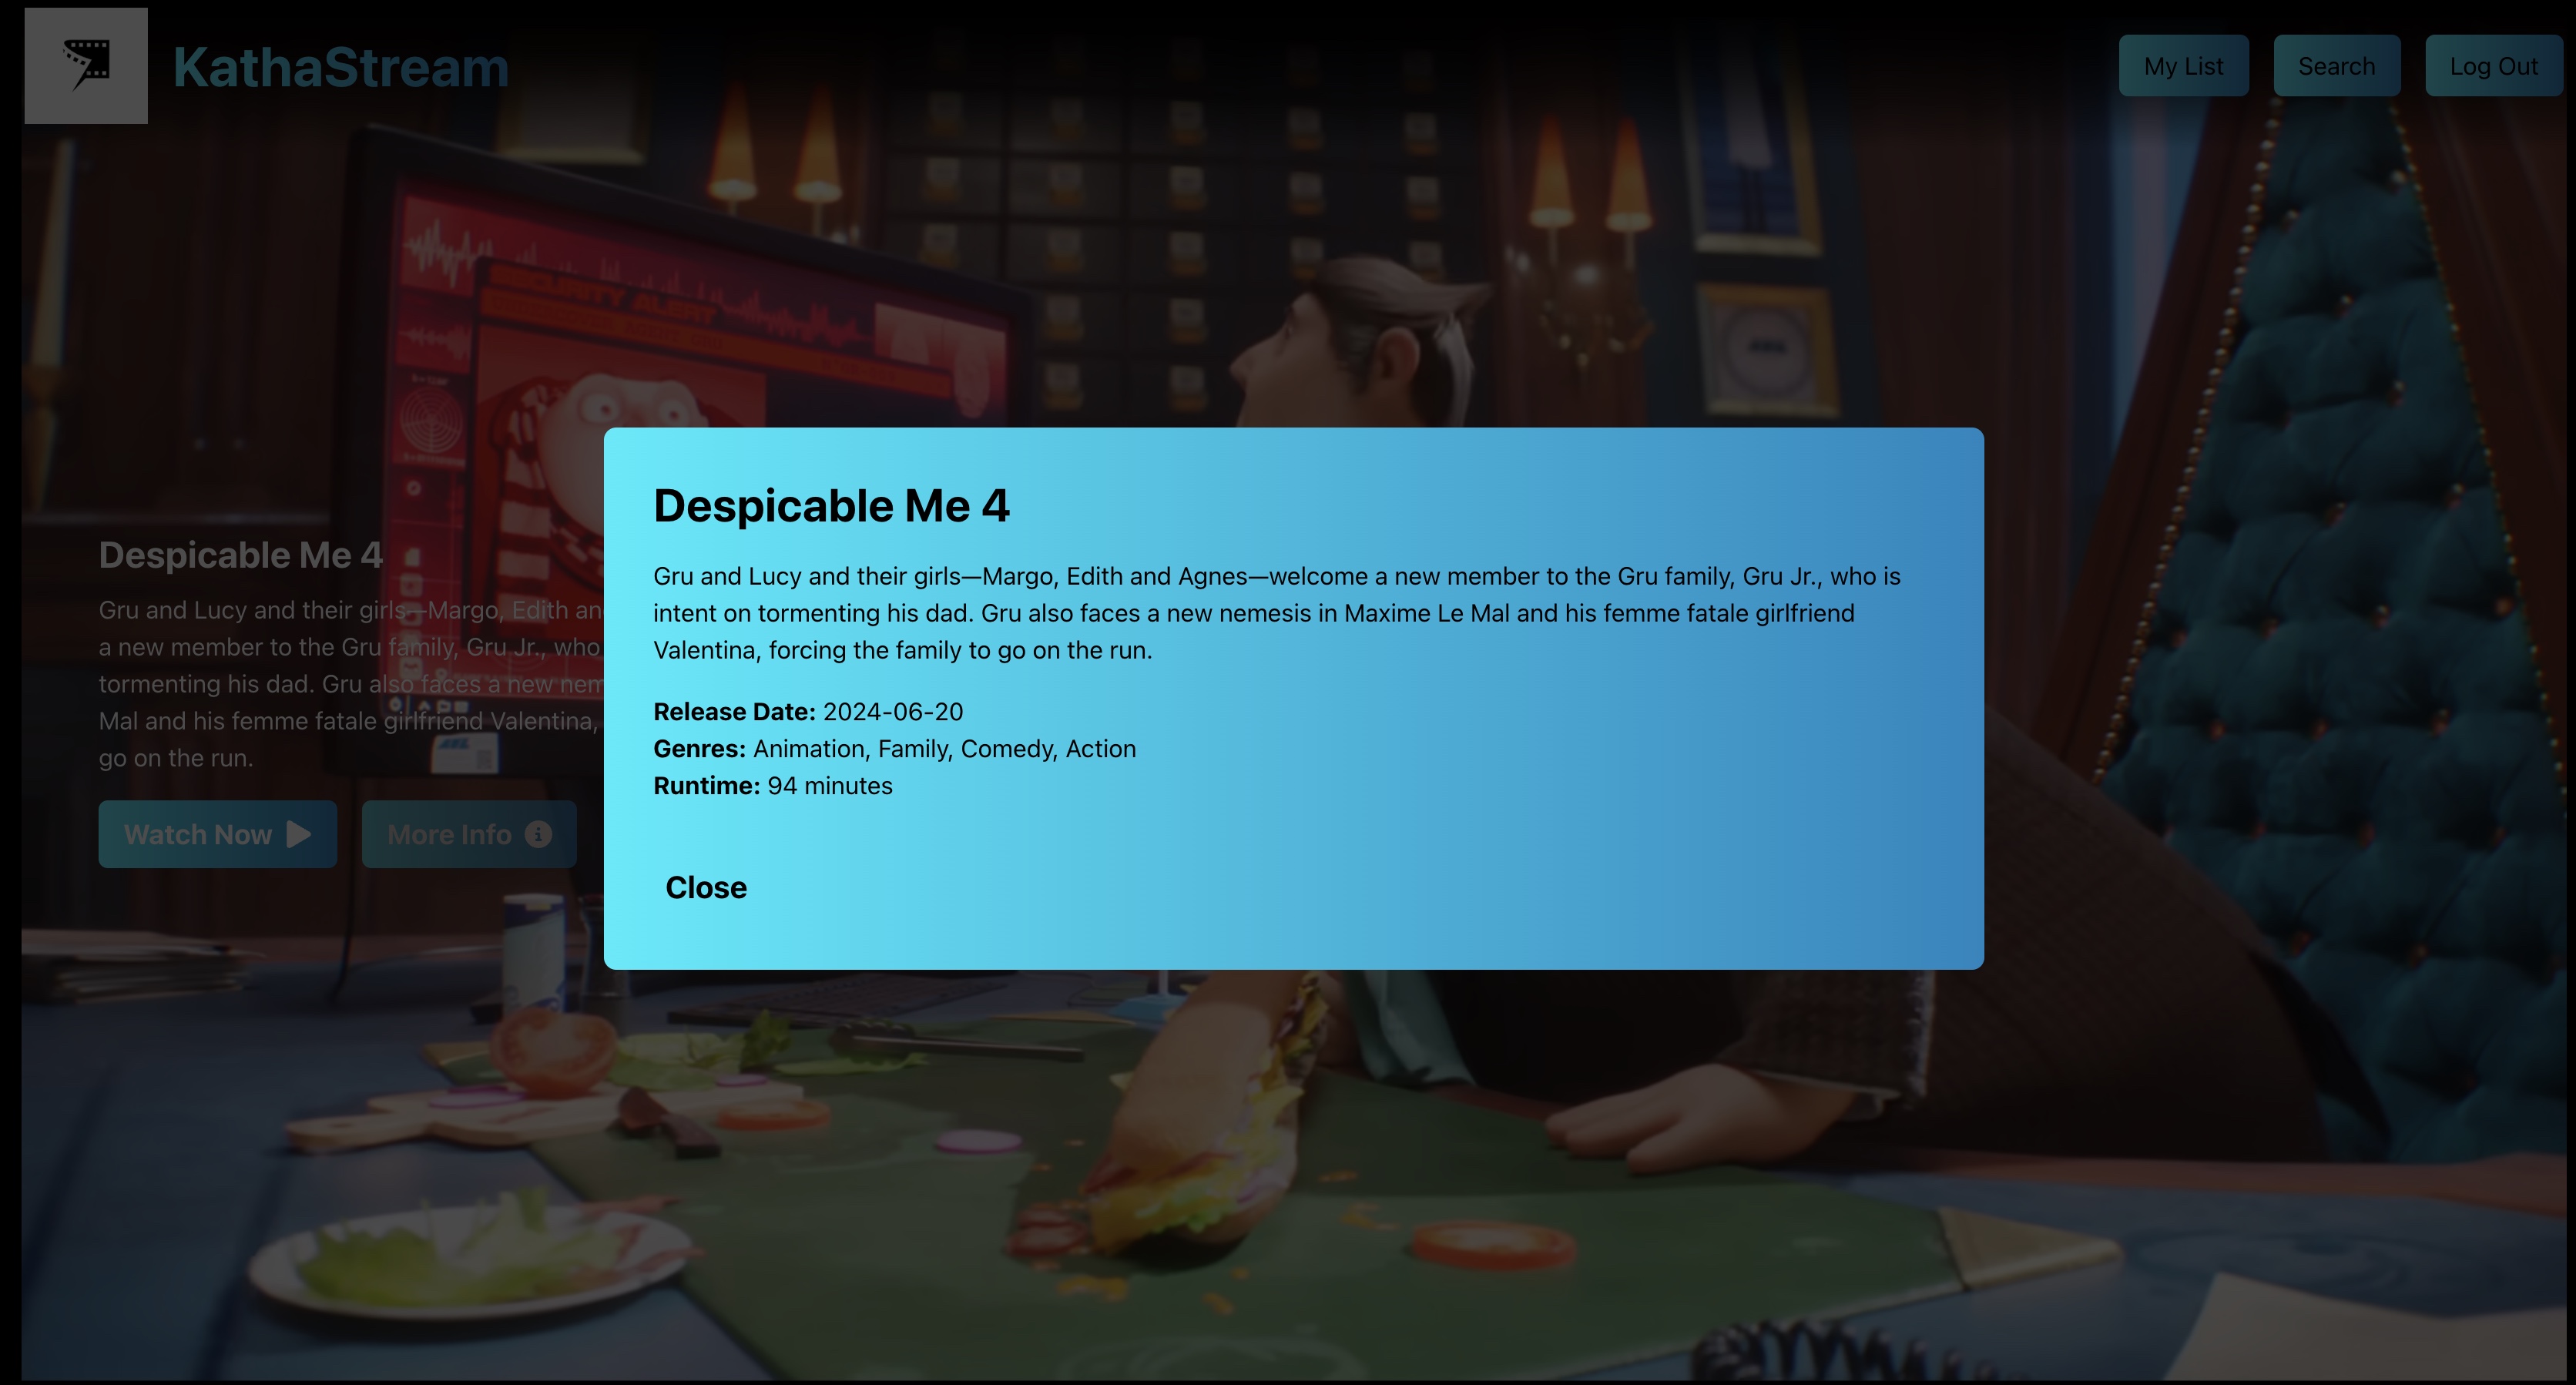 KathaStream
My List
Search
Log Out
SECURITY ALERT
Despicable Me 4
Gru and Lucy and their girls—Margo, Edith an
a new member to the Gru family, Gru Jr., who
tormenting his dad. Gru also faces a new nem
Mal and his femme fatale girlfriend Valentina,
go on the run.
Watch Now
More Info
Despicable Me 4
Gru and Lucy and their girls—Margo, Edith and Agnes—welcome a new member to the Gru family, Gru Jr., who is
intent on tormenting his dad. Gru also faces a new nemesis in Maxime Le Mal and his femme fatale girlfriend
Valentina, forcing the family to go on the run.
Release Date: 2024-06-20
Genres: Animation, Family, Comedy, Action
Runtime: 94 minutes
Close